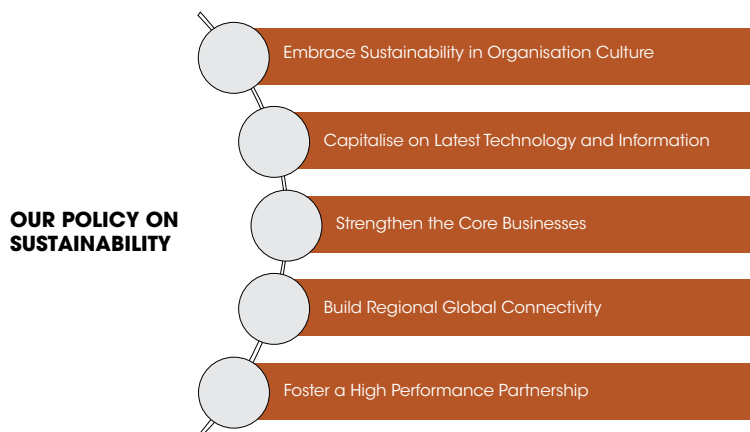 OUR POLICY ON
SUSTAINABILITY
Embrace Sustainability in Organisation Culture
Capitalise on Latest Technology and Information
Strengthen the Core Businesses
Build Regional Global Connectivity
Foster a High Performance Partnership